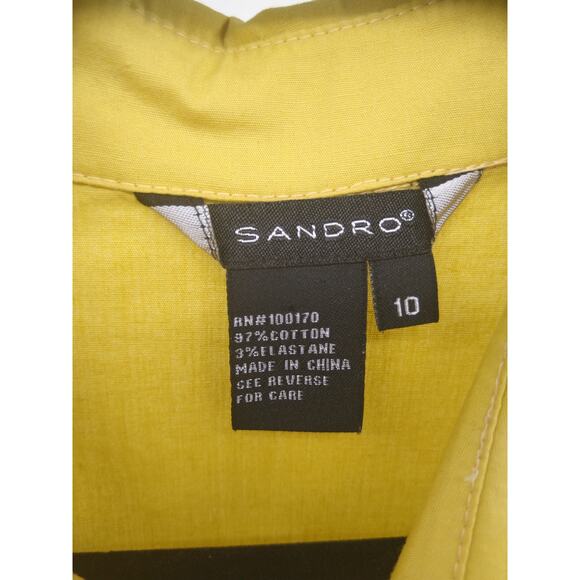 SANDRO®
10
RN#100170
97%COTTON
3%ELASTANE
MADE IN CHINA
SEE REVERSE
FOR CARE